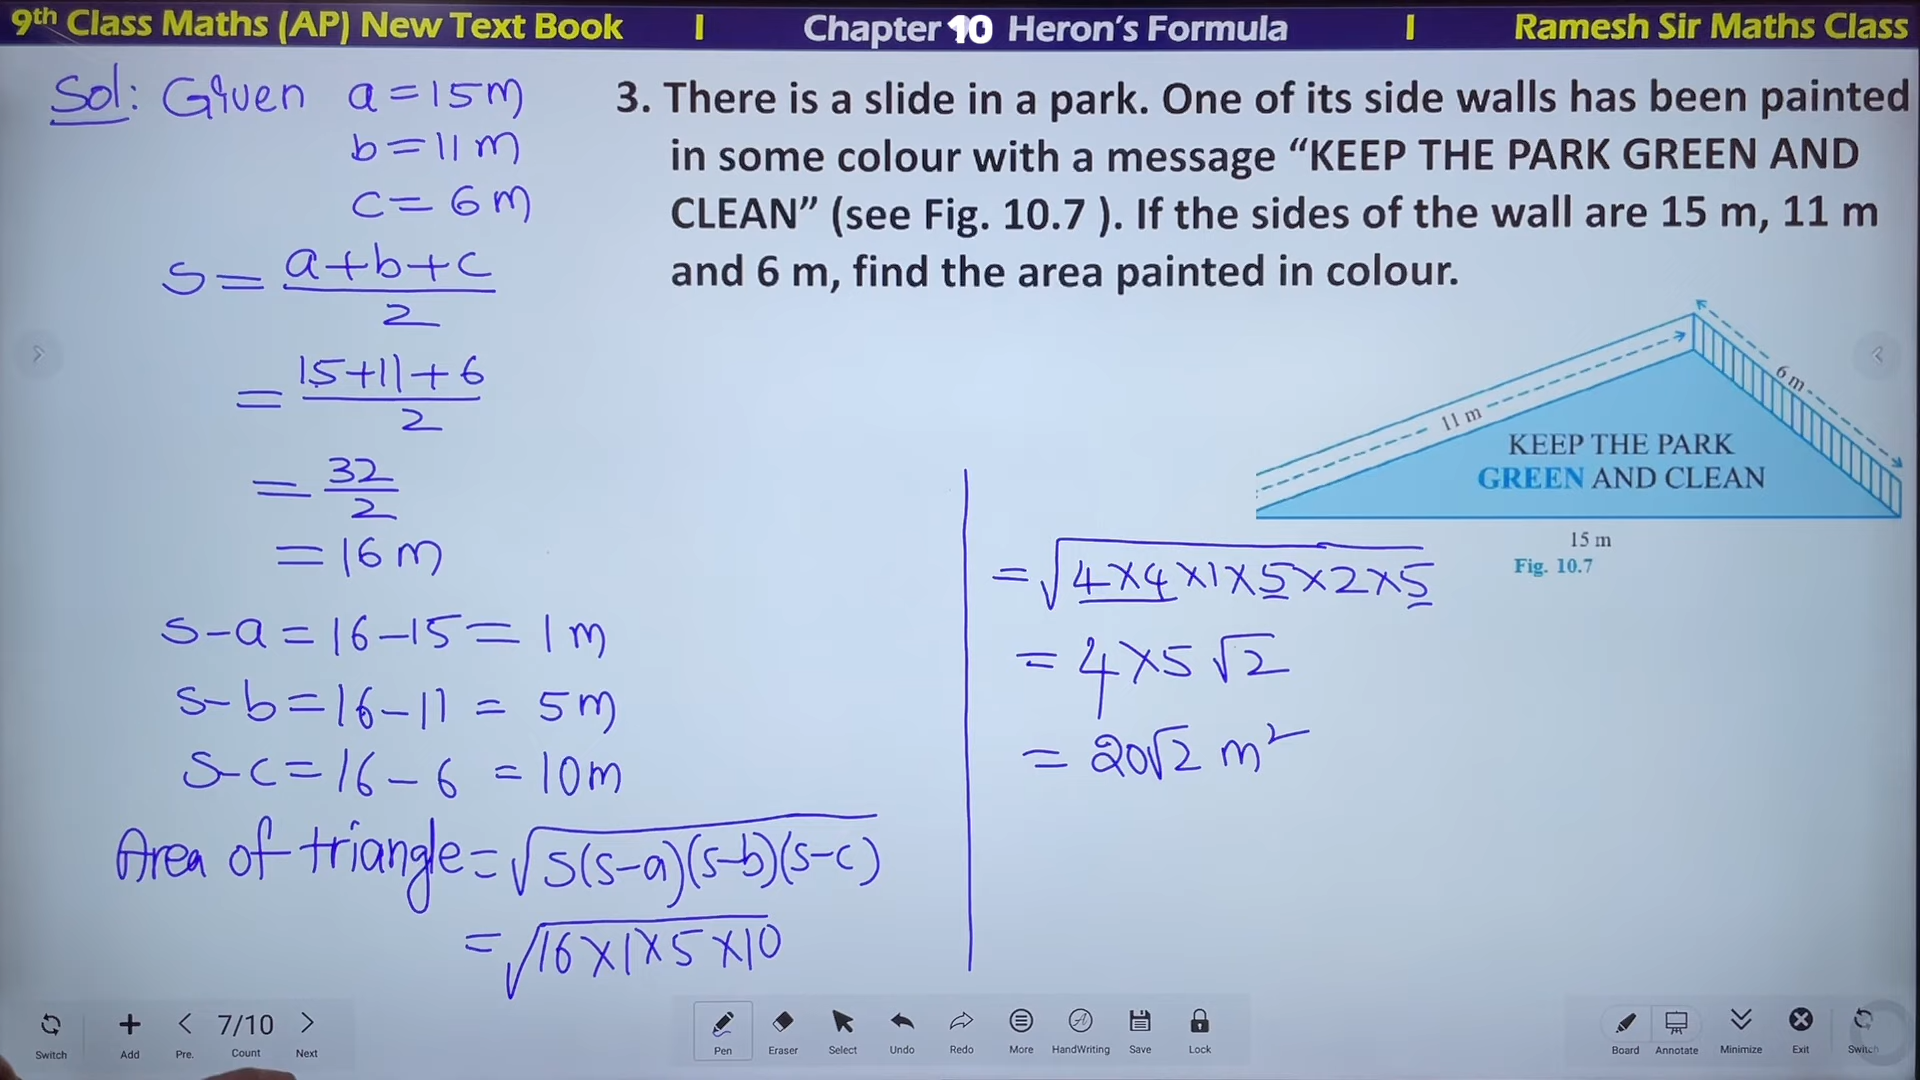 9th Class Maths (AP) New Text Book | Chapter 10 Heron's Formula | Ramesh Sir Maths Class
Sol: Given a=15m
b=11m
c=6m
s=a+b+c/2
=15+11+6/2
=32/2
=16m
s-a=16-15=1m
s-b=16-11=5m
s-c=16-6=10m
Area of triangle=√s(s-a)(s-b)(s-c)
=√16×1×5×10
3. There is a slide in a park. One of its side walls has been painted
in some colour with a message “KEEP THE PARK GREEN AND
CLEAN” (see Fig. 10.7 ). If the sides of the wall are 15 m, 11 m
and 6 m, find the area painted in colour.
6 m
11 m
KEEP THE PARK
GREEN AND CLEAN
15 m
Fig. 10.7
=√4×4×1×5×2×5
=4×5√2
=20√2 m²
7/10
Switch Add Pre. Count Next Pen Eraser Select Undo Redo More HandWriting Save Lock Board Annotate Minimize Exit Switch